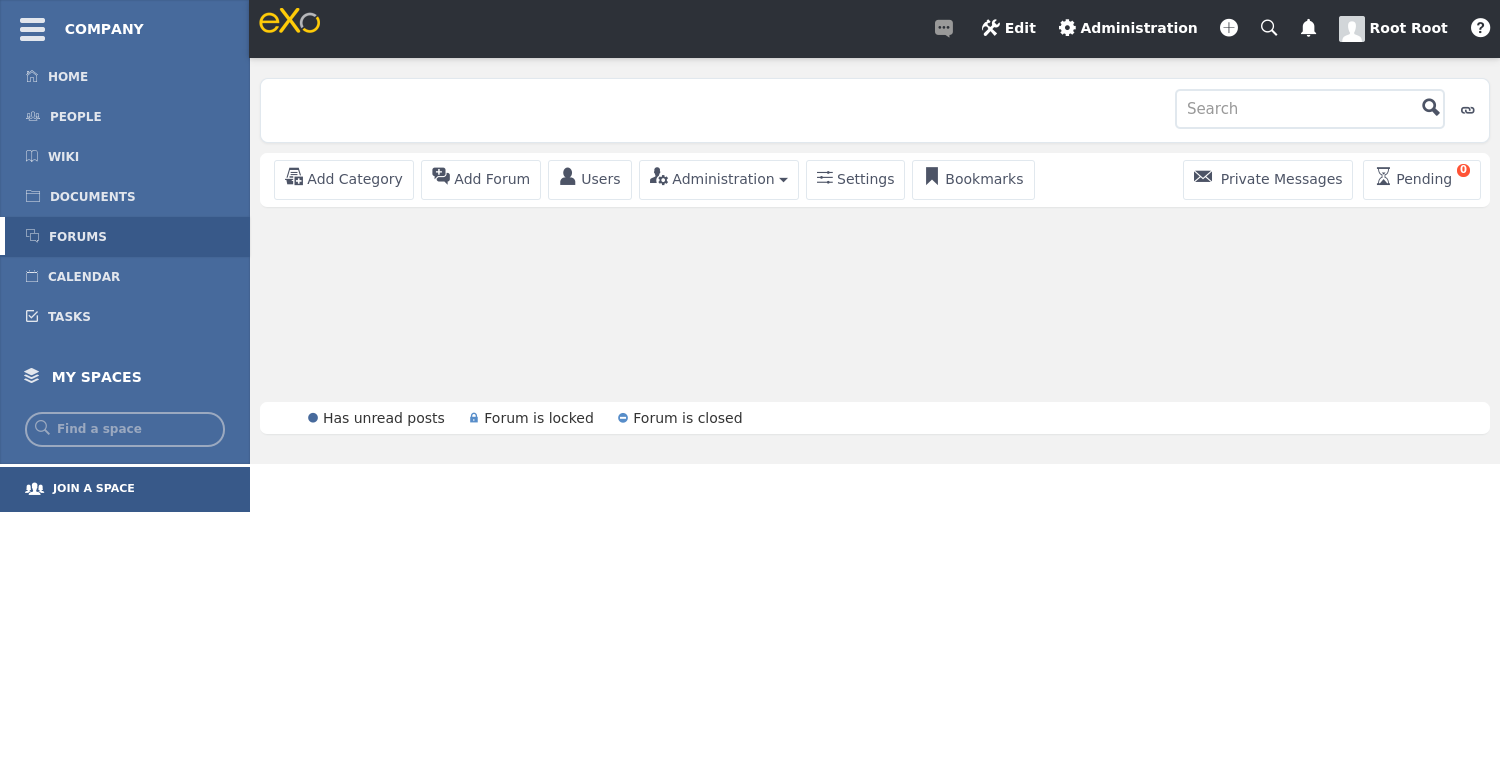 COMPANY
eXo
Edit
Administration
Root Root
?
HOME
PEOPLE
WIKI
DOCUMENTS
FORUMS
CALENDAR
TASKS
MY SPACES
Find a space
JOIN A SPACE
Search
Add Category
Add Forum
Users
Administration
Settings
Bookmarks
Private Messages
Pending 0
Has unread posts
Forum is locked
Forum is closed